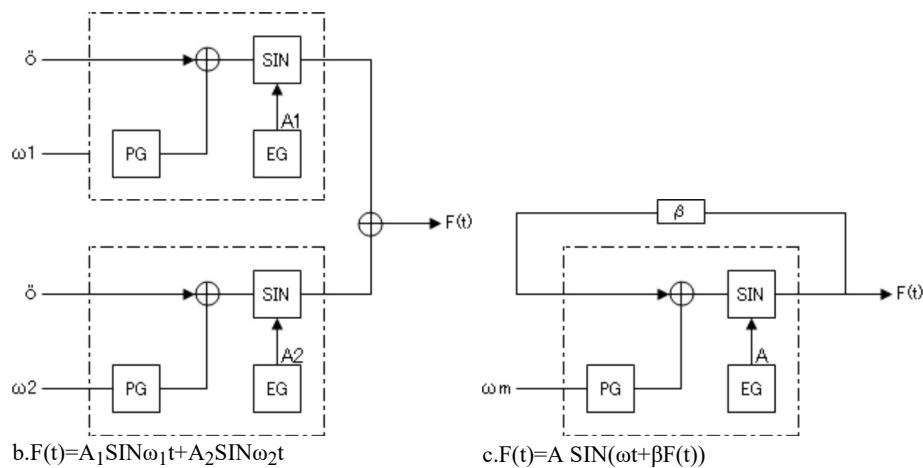 ö
SIN
A1
ω1
PG
EG
F(t)
ö
SIN
A2
ω2
PG
EG
b.F(t)=A₁SINω₁t+A₂SINω₂t
β
SIN
F(t)
A
ωm
PG
EG
c.F(t)=A SIN(ωt+βF(t))